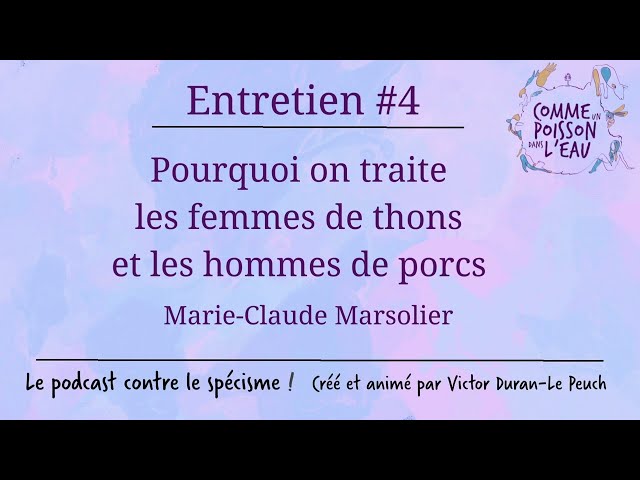 Entretien #4
COMME UN
POISSON
DANS L'EAU
Pourquoi on traite
les femmes de thons
et les hommes de porcs
Marie-Claude Marsolier
Le podcast contre le spécisme ! Créé et animé par Victor Duran-Le Peuch